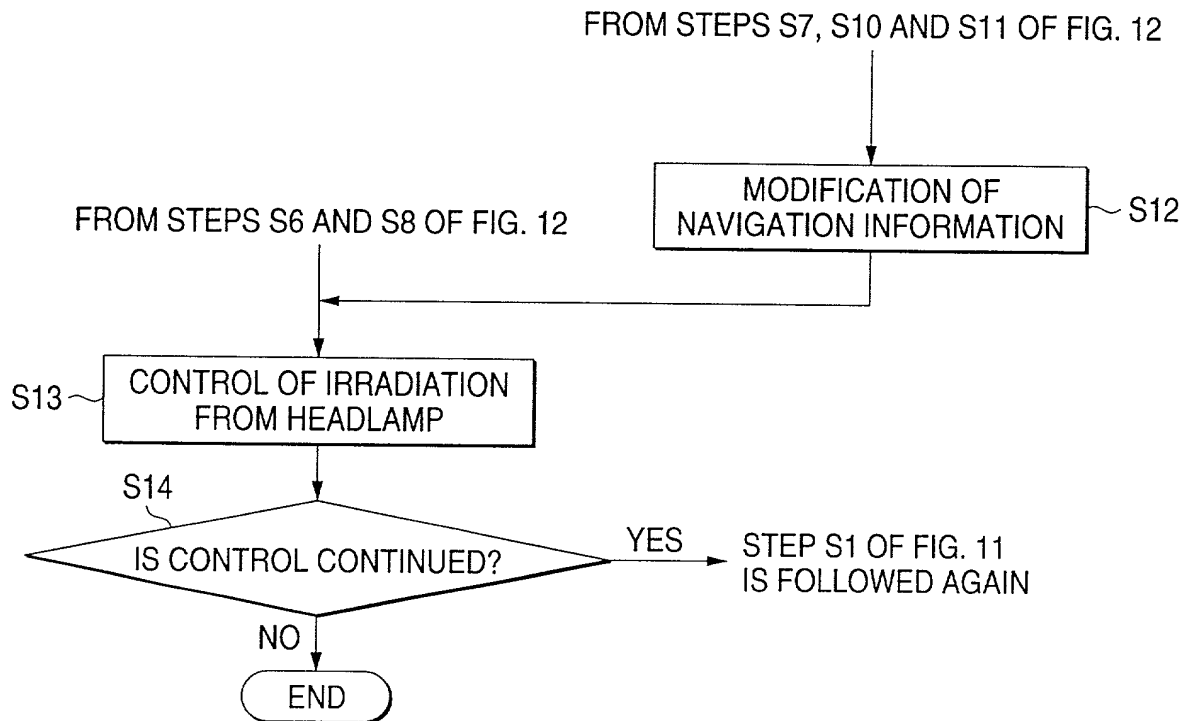 FROM STEPS S7, S10 AND S11 OF FIG. 12
MODIFICATION OF
NAVIGATION INFORMATION
S12
FROM STEPS S6 AND S8 OF FIG. 12
S13
CONTROL OF IRRADIATION
FROM HEADLAMP
S14
IS CONTROL CONTINUED?
YES
STEP S1 OF FIG. 11
IS FOLLOWED AGAIN
NO
END